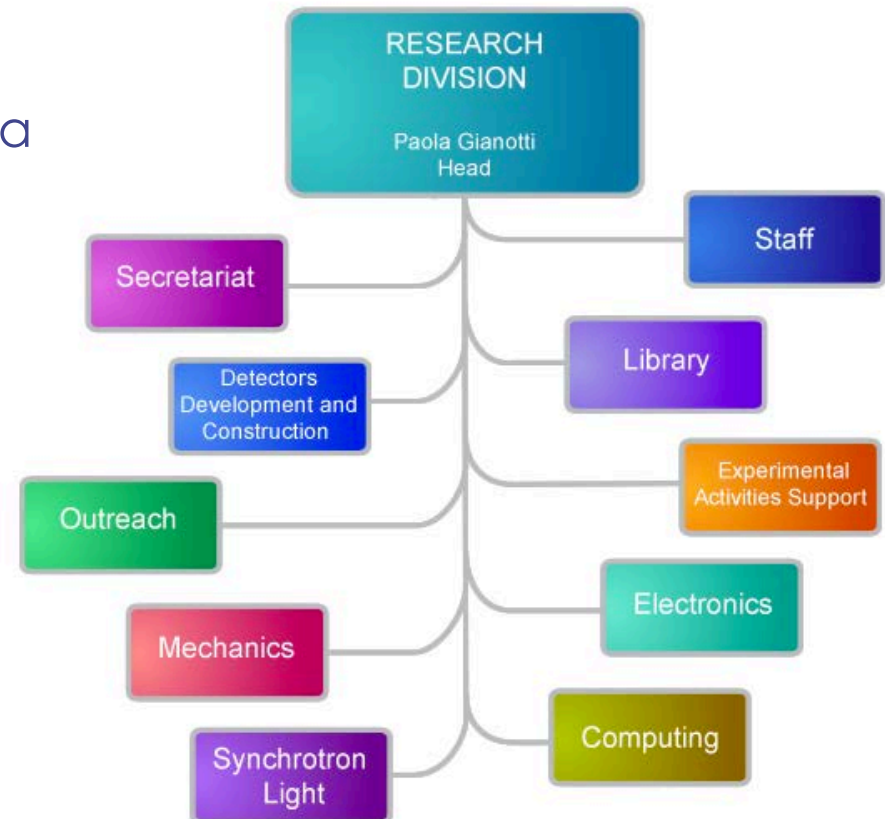 RESEARCH
DIVISION
Paola Gianotti
Head
a
Staff
Secretariat
Library
Detectors
Development and
Construction
Experimental
Activities Support
Outreach
Electronics
Mechanics
Computing
Synchrotron
Light